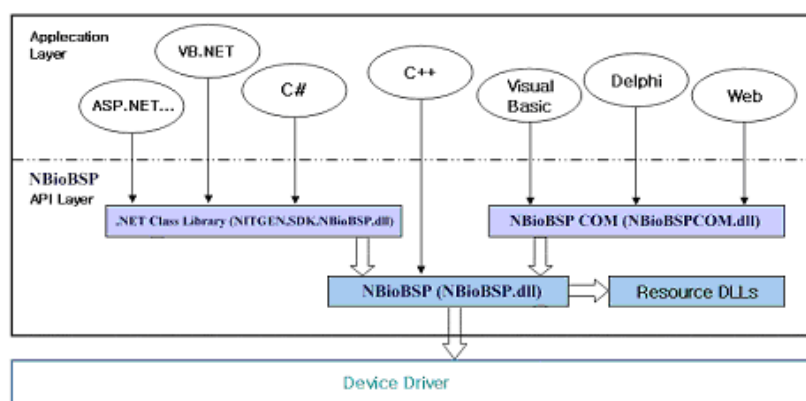 Applecation
Layer
ASP.NET...
VB.NET
C#
C++
Visual
Basic
Delphi
Web
NBioBSP
API Layer
.NET Class Library (NITGEN.SDK.NBioBSP.dll)
NBioBSP COM (NBioBSPCOM.dll)
NBioBSP (NBioBSP.dll)
Resource DLLs
Device Driver